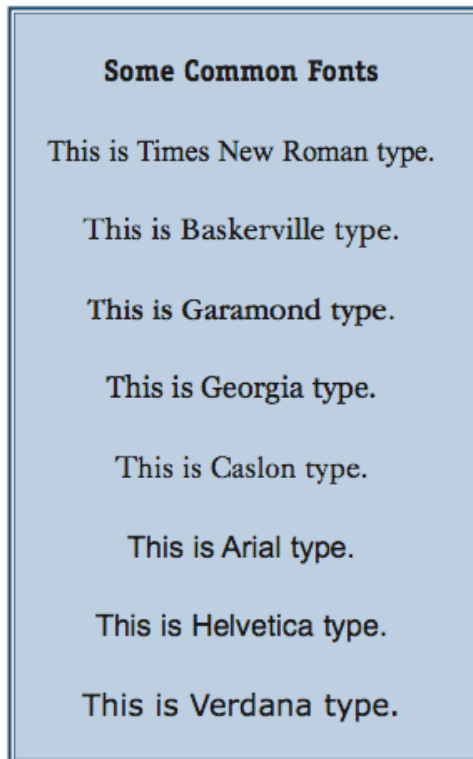 Some Common Fonts
This is Times New Roman type.
This is Baskerville type.
This is Garamond type.
This is Georgia type.
This is Caslon type.
This is Arial type.
This is Helvetica type.
This is Verdana type.